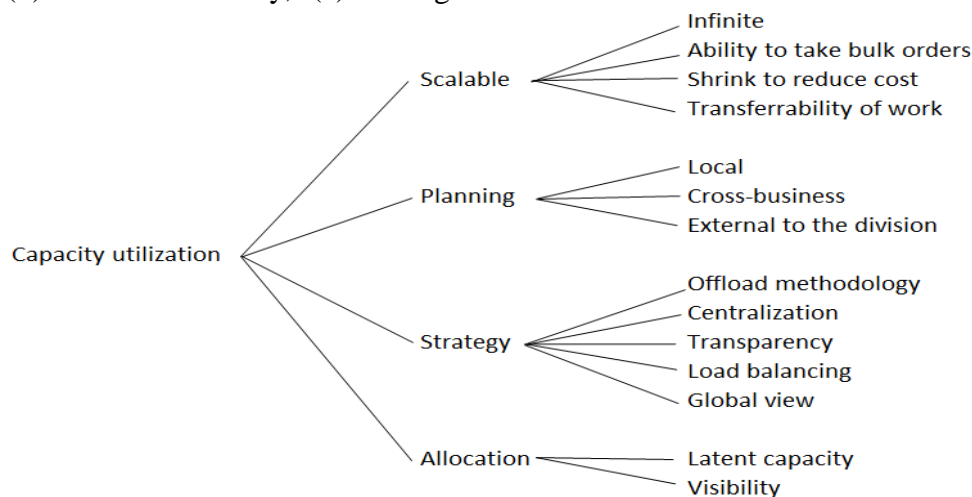 Infinite
Ability to take bulk orders
Scalable
Shrink to reduce cost
Transferrability of work
Local
Planning
Cross-business
External to the division
Capacity utilization
Offload methodology
Centralization
Strategy
Transparency
Load balancing
Global view
Allocation
Latent capacity
Visibility